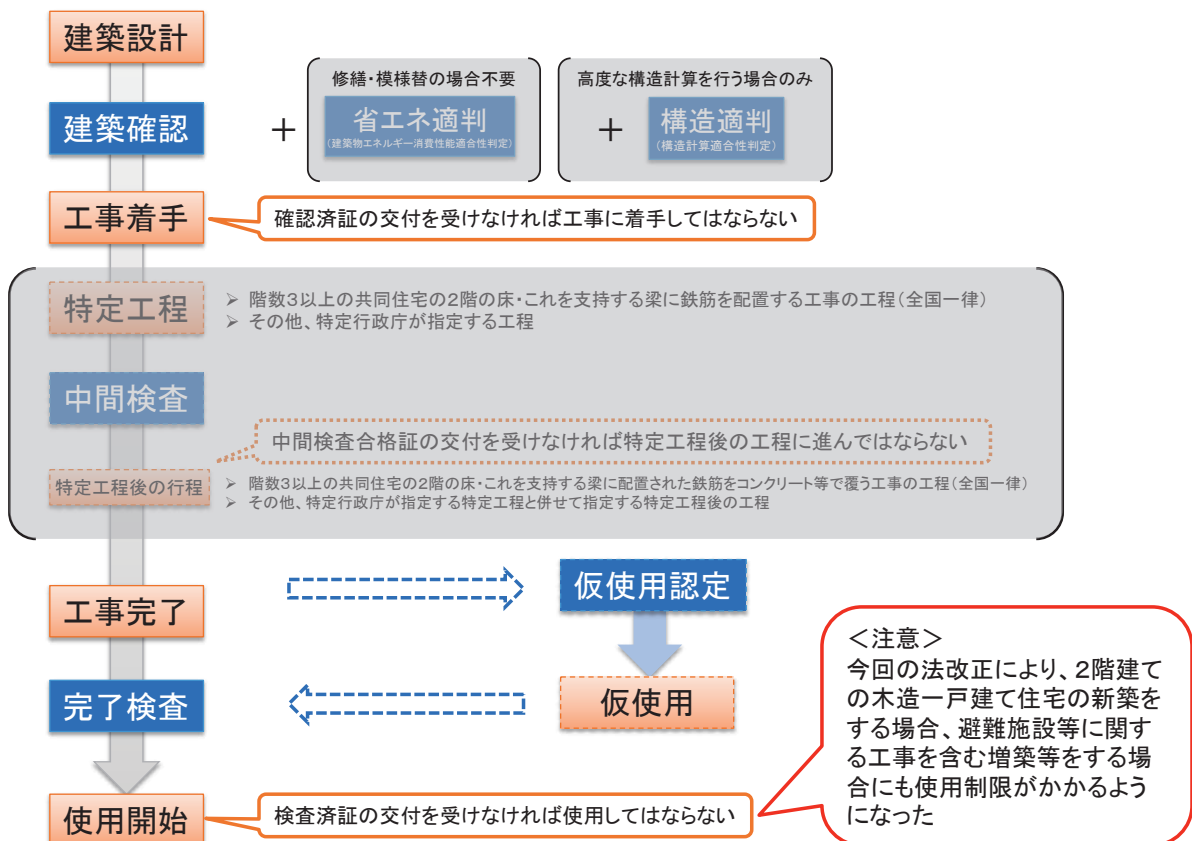 建築設計
建築確認
＋
修繕・模様替の場合不要
省エネ適判
(建築物エネルギー消費性能適合性判定)
高度な構造計算を行う場合のみ
＋
構造適判
(構造計算適合性判定)
工事着手
確認済証の交付を受けなければ工事に着手してはならない
特定工程
➢ 階数３以上の共同住宅の２階の床・これを支持する梁に鉄筋を配置する工事の工程（全国一律）
➢ その他、特定行政庁が指定する工程
中間検査
中間検査合格証の交付を受けなければ特定工程後の工程に進んではならない
特定工程後の行程
➢ 階数３以上の共同住宅の２階の床・これを支持する梁に配置された鉄筋をコンクリート等で覆う工事の工程（全国一律）
➢ その他、特定行政庁が指定する特定工程と併せて指定する特定工程後の工程
工事完了
仮使用認定
完了検査
仮使用
＜注意＞
今回の法改正により、２階建て
の木造一戸建て住宅の新築を
する場合、避難施設等に関す
る工事を含む増築等をする場
合にも使用制限がかかるよう
になった
使用開始
検査済証の交付を受けなければ使用してはならない